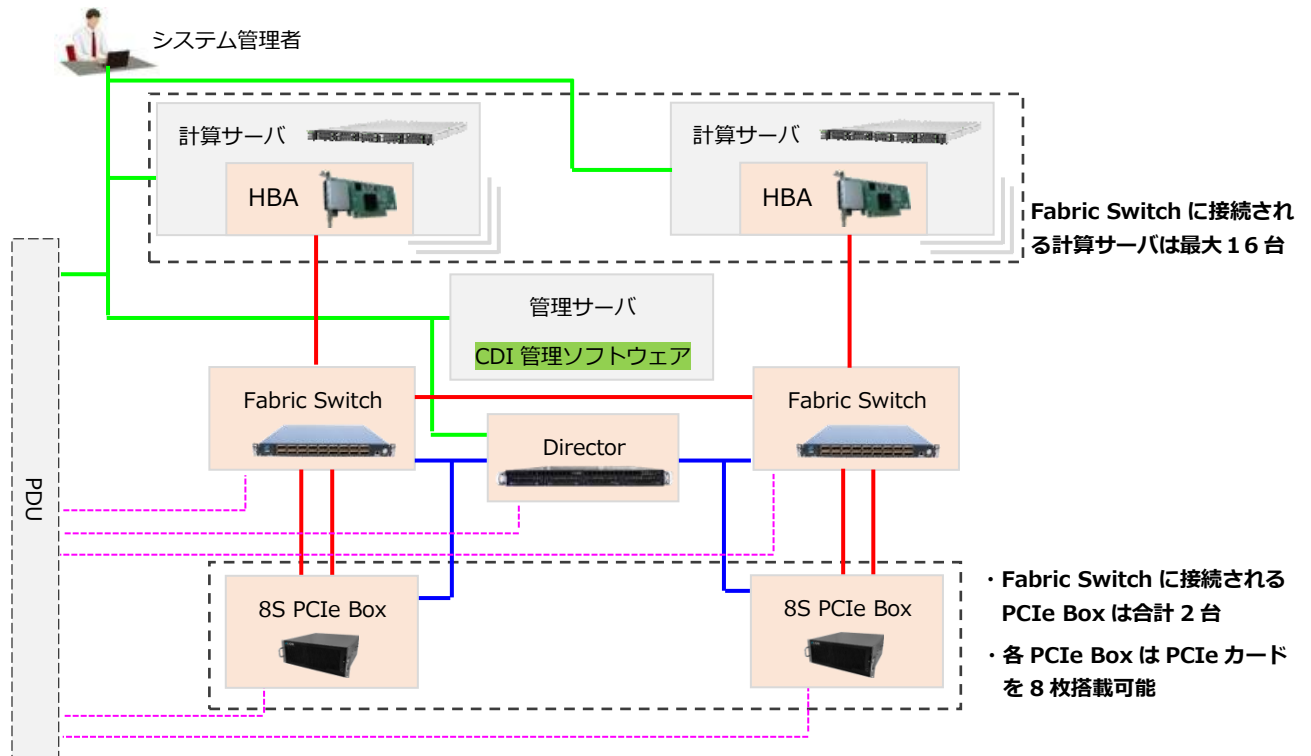 システム管理者
計算サーバ
計算サーバ
HBA
HBA
Fabric Switch に接続され
る計算サーバは最大 16 台
管理サーバ
CDI 管理ソフトウェア
Fabric Switch
Fabric Switch
Director
PDU
8S PCIe Box
8S PCIe Box
・Fabric Switch に接続される
PCIe Box は合計 2 台
・各 PCIe Box は PCIe カード
を 8 枚搭載可能